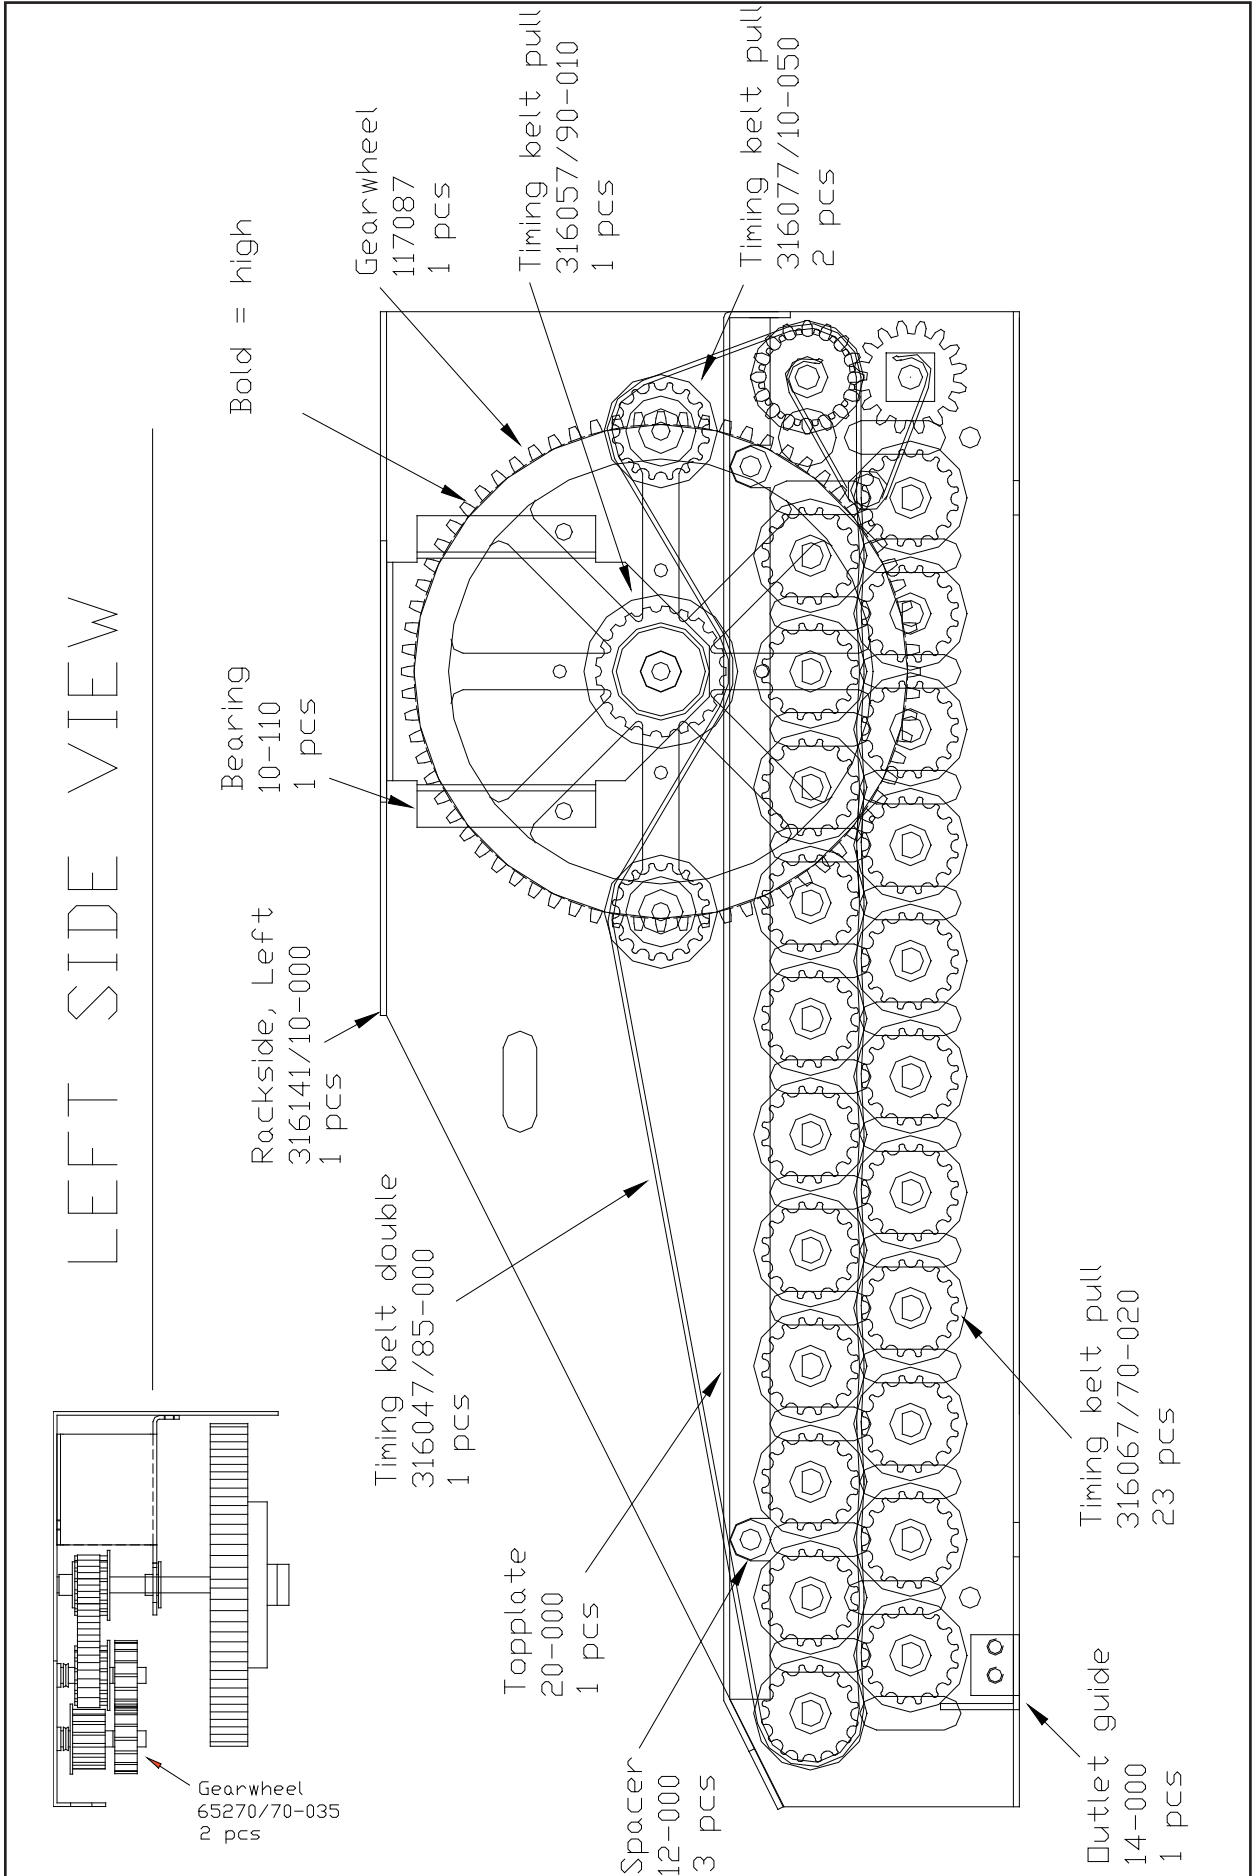 LEFT SIDE VIEW
Gearwheel
65270/70-035
2 pcs
Rackside, Left
316141/10-000
1 pcs
Bearing
10-110
1 pcs
Bold = high
Gearwheel
117087
1 pcs
Timing belt pull
316057/90-010
1 pcs
Timing belt pull
316077/10-050
2 pcs
Timing belt double
316047/85-000
1 pcs
Topplate
20-000
1 pcs
Spacer
12-000
3 pcs
Outlet guide
14-000
1 pcs
Timing belt pull
316067/70-020
23 pcs